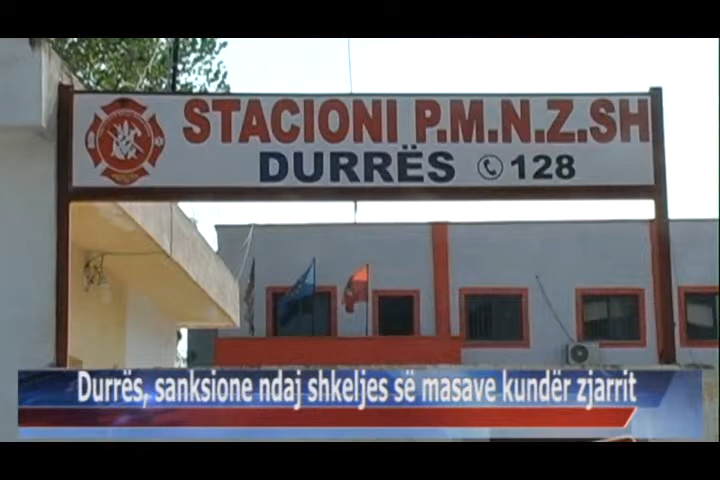 STACIONI P.M.N.Z.SH
DURRËS 128
Durrës, sanksione ndaj shkeljes së masave kundër zjarrit